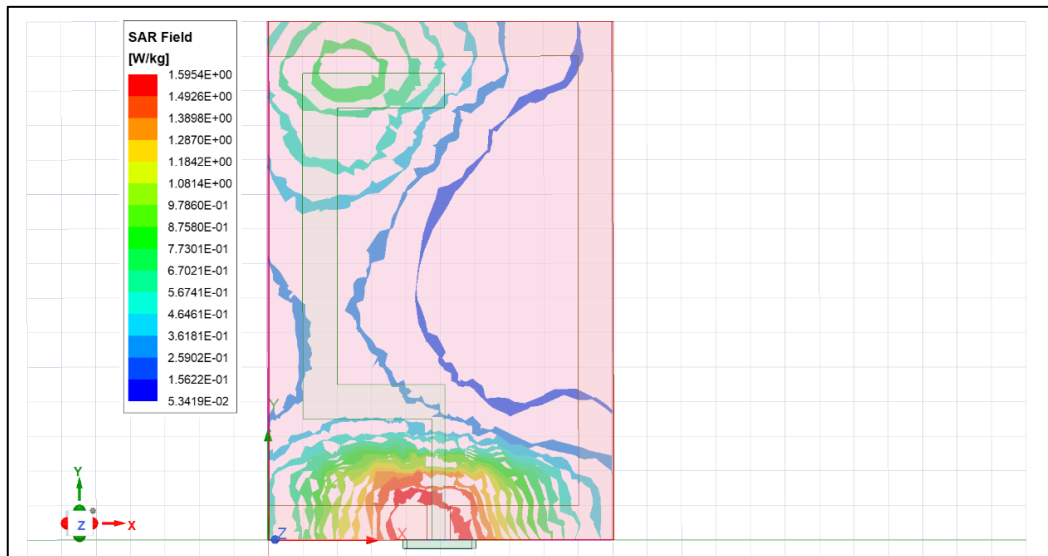 SAR Field
[W/kg]
1.5954E+00
1.4926E+00
1.3898E+00
1.2870E+00
1.1842E+00
1.0814E+00
9.7860E-01
8.7580E-01
7.7301E-01
6.7021E-01
5.6741E-01
4.6461E-01
3.6181E-01
2.5902E-01
1.5622E-01
5.3419E-02
Y
Z
X
Y
Z
X